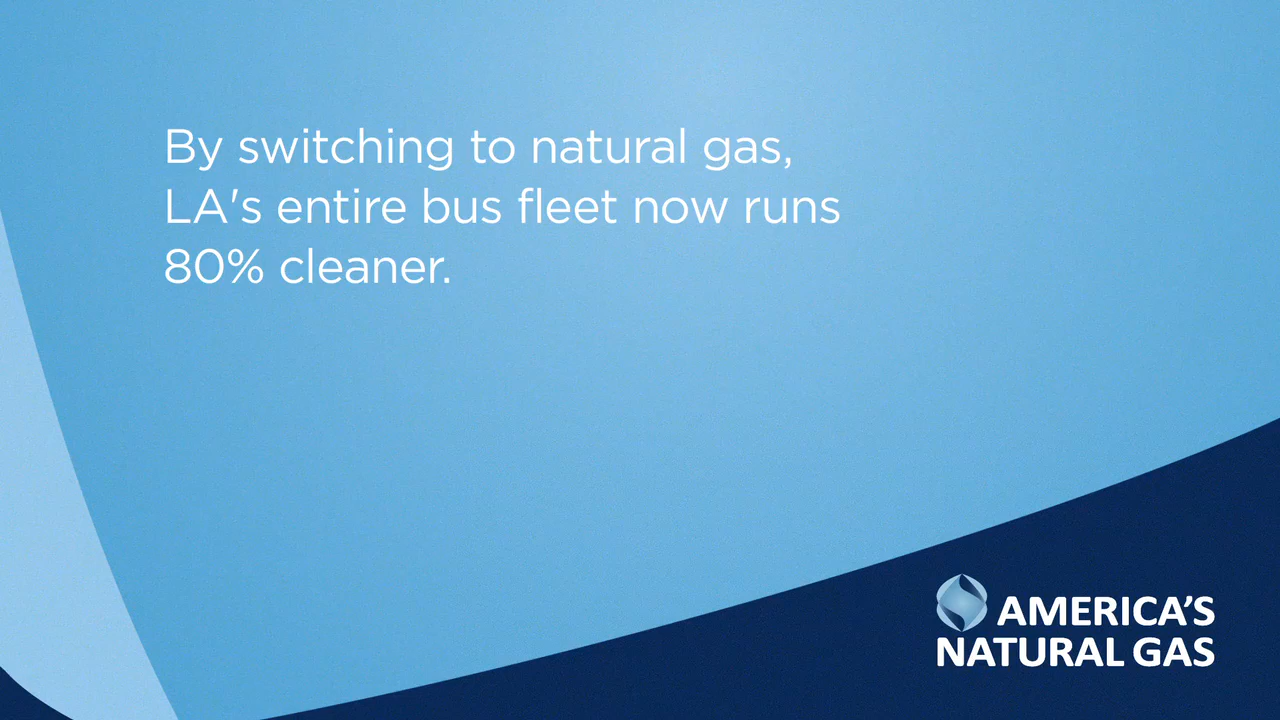 By switching to natural gas,
LA's entire bus fleet now runs
80% cleaner.
AMERICA’S
NATURAL GAS